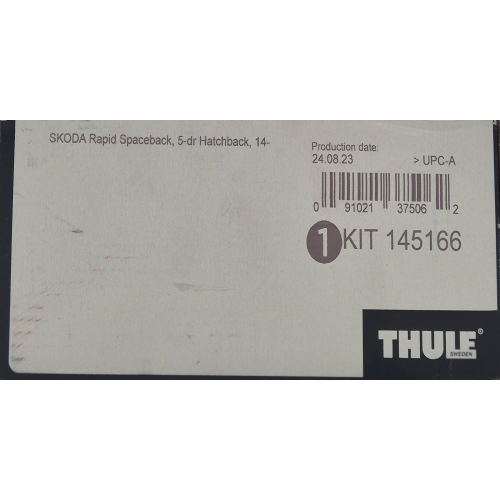 SKODA Rapid Spaceback, 5-dr Hatchback, 14-
Production date:
24.08.23 > UPC-A
0 91021 37506 2
1 KIT 145166
THULE
SWEDEN